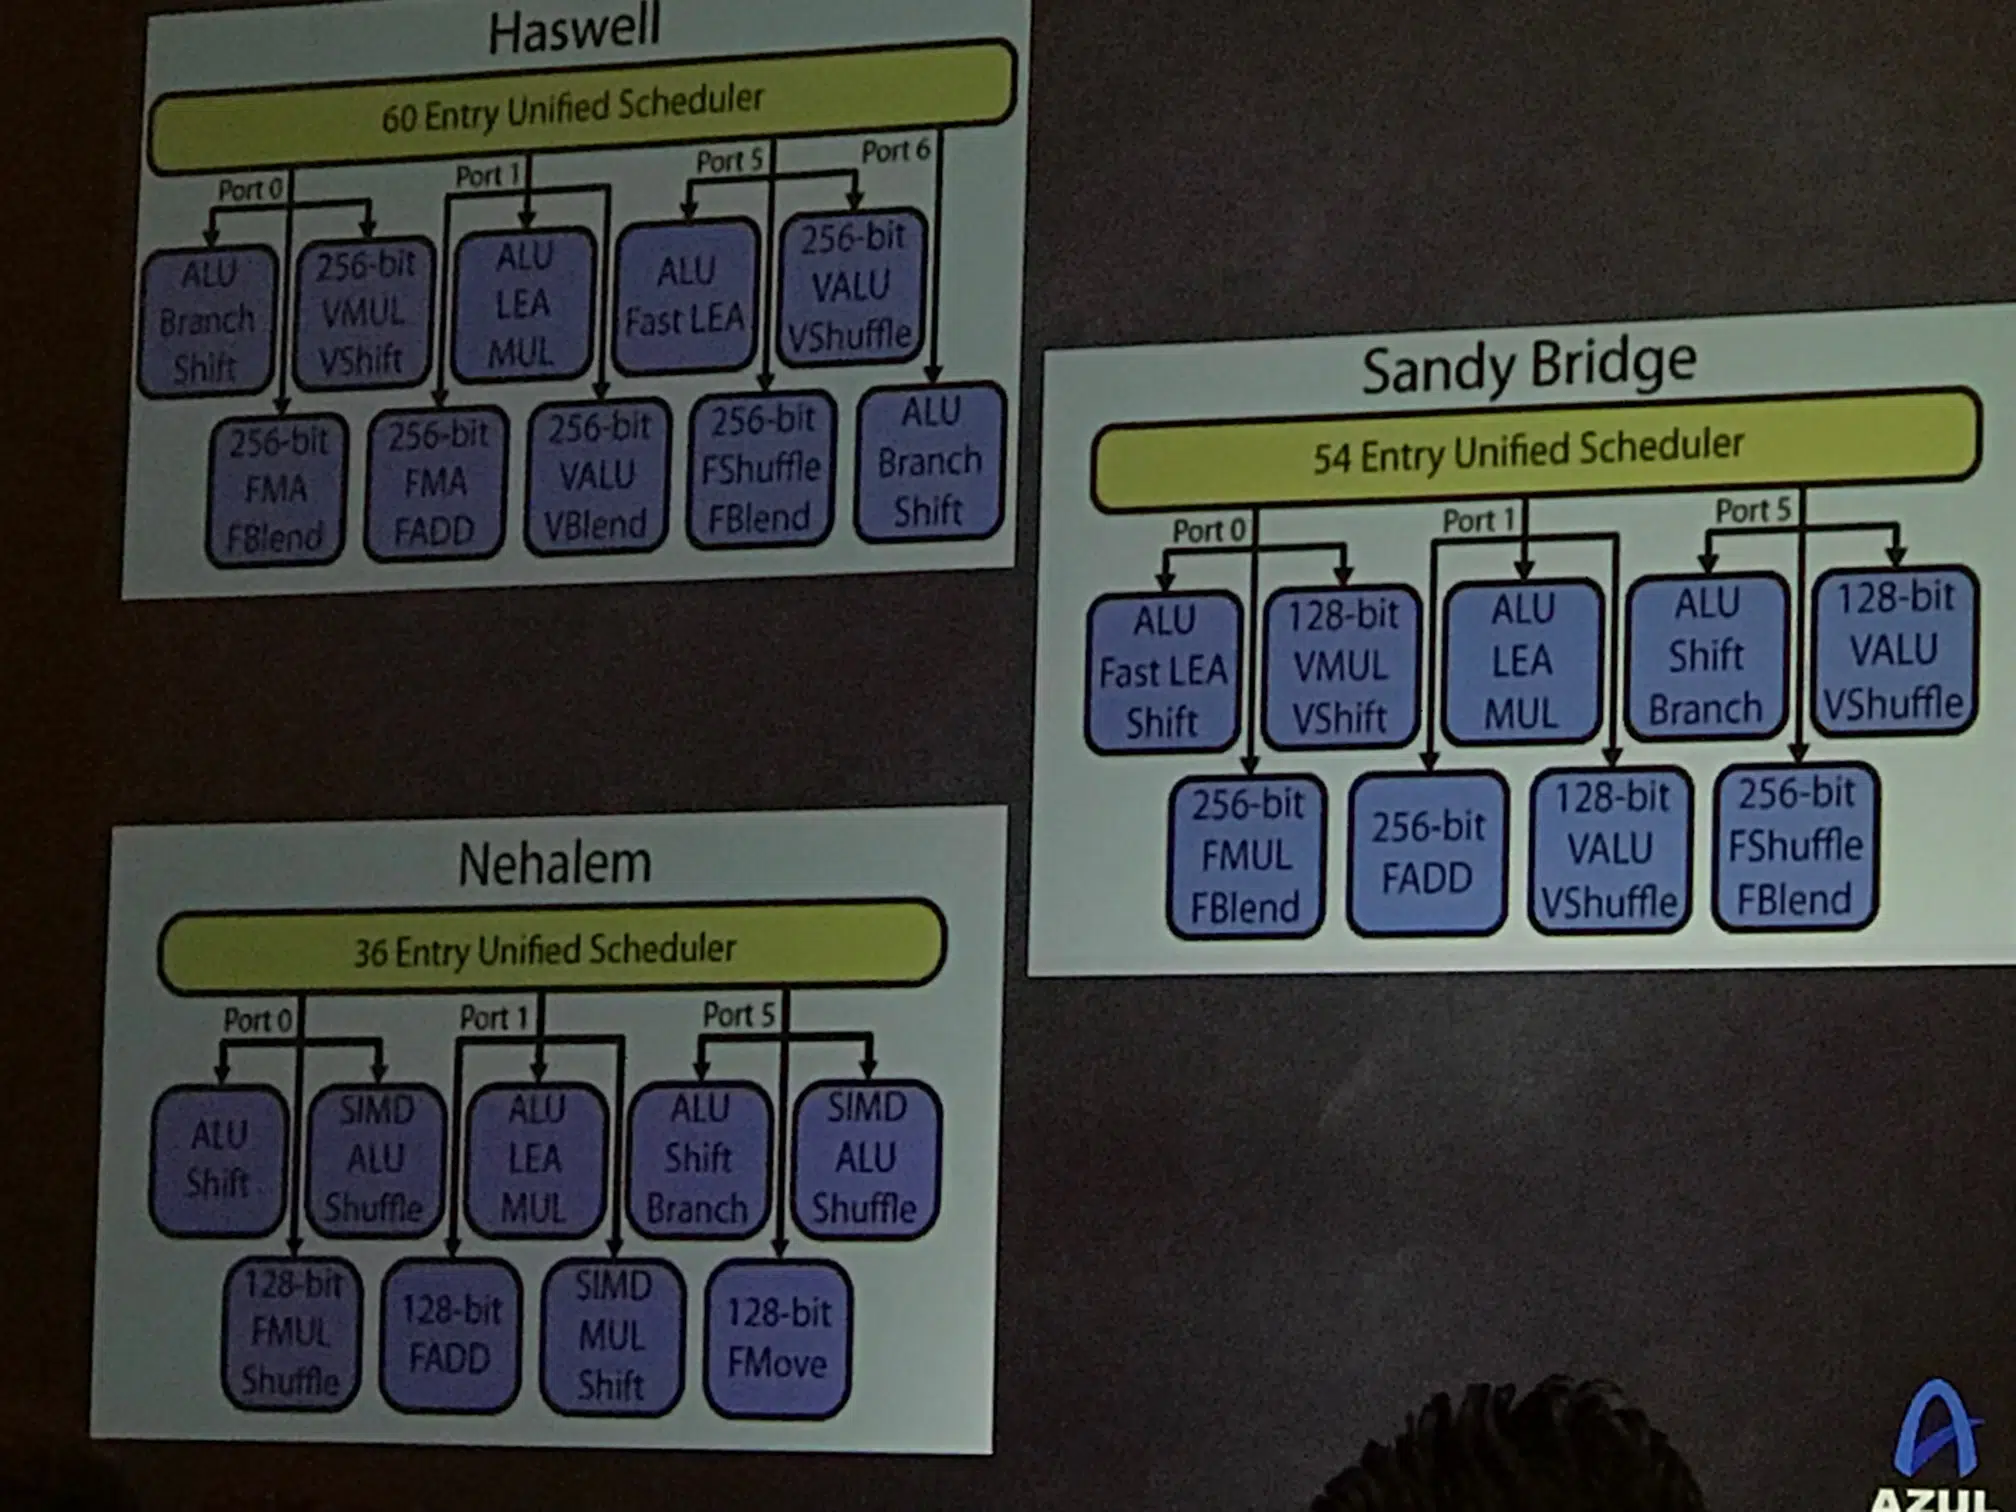 Haswell
60 Entry Unified Scheduler
Port 0
Port 1
Port 5
Port 6
ALU
Branch
Shift
256-bit
VMUL
VShift
ALU
LEA
MUL
ALU
Fast LEA
256-bit
VALU
VShuffle
256-bit
FMA
FBlend
256-bit
FMA
FADD
256-bit
VALU
VBlend
256-bit
FShuffle
FBlend
ALU
Branch
Shift
Sandy Bridge
54 Entry Unified Scheduler
Port 0
Port 1
Port 5
ALU
Fast LEA
Shift
128-bit
VMUL
VShift
ALU
LEA
MUL
ALU
Shift
Branch
128-bit
VALU
VShuffle
256-bit
FMUL
FBlend
256-bit
FADD
128-bit
VALU
VShuffle
256-bit
FShuffle
FBlend
Nehalem
36 Entry Unified Scheduler
Port 0
Port 1
Port 5
ALU
Shift
SIMD
ALU
Shuffle
ALU
LEA
MUL
ALU
Shift
Branch
SIMD
ALU
Shuffle
128-bit
FMUL
Shuffle
128-bit
FADD
SIMD
MUL
Shift
128-bit
FMove
AZUL